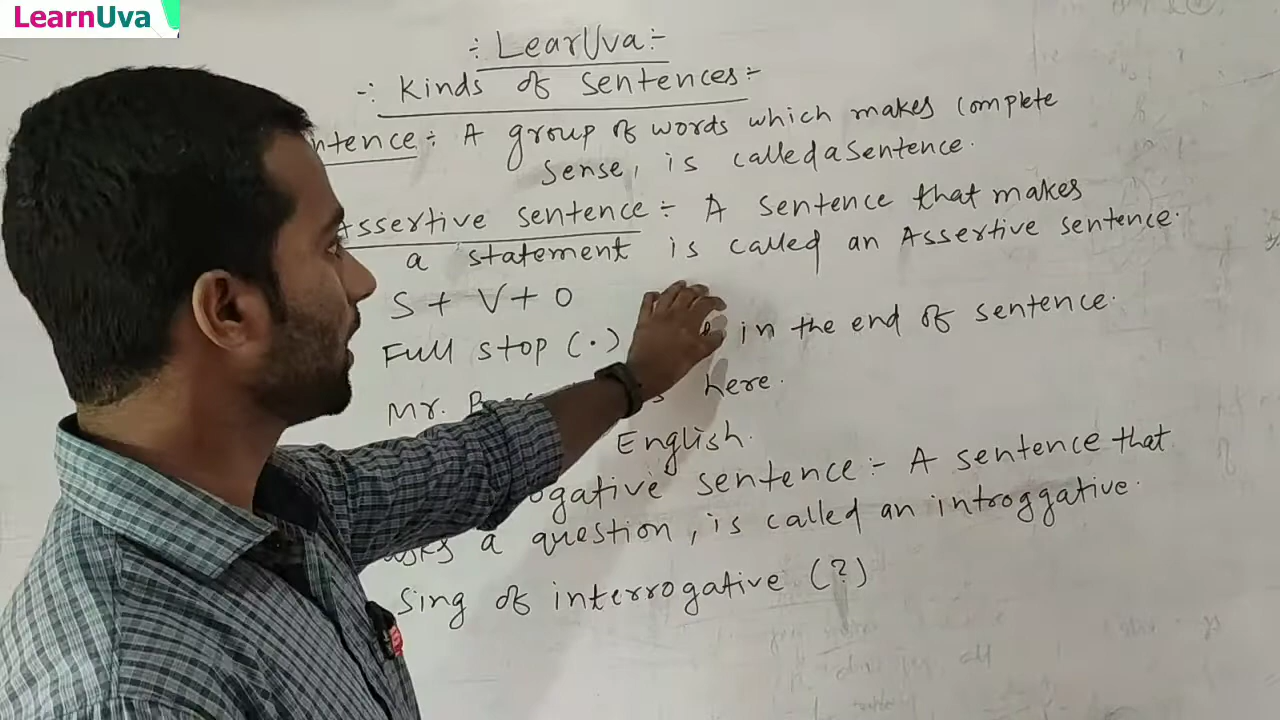 LearnUva
÷ LearUva ÷
-: Kinds of Sentences ÷
ntence ÷ A group of words which makes complete
sense, is called a sentence.
Assertive sentence ÷ A sentence that makes
a statement is called an Assertive sentence.
S + V + O
Full stop (.) in the end of sentence.
Mr. here.
English.
ogative sentence :- A sentence that
asks a question, is called an introggative.
Sing of interrogative (?)